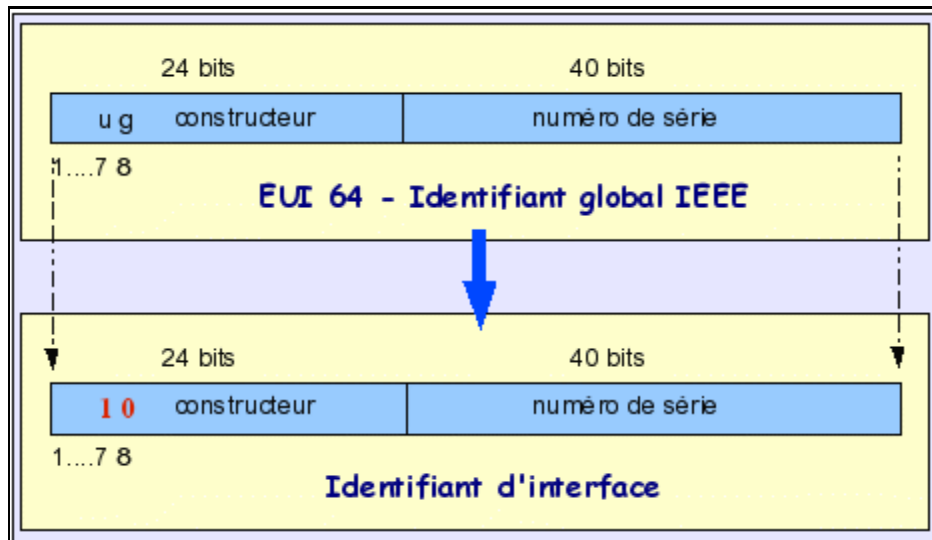 24 bits 40 bits
u g constructeur numéro de série
1....7 8
EUI 64 - Identifiant global IEEE
24 bits 40 bits
1 0 constructeur numéro de série
1....7 8
Identifiant d'interface